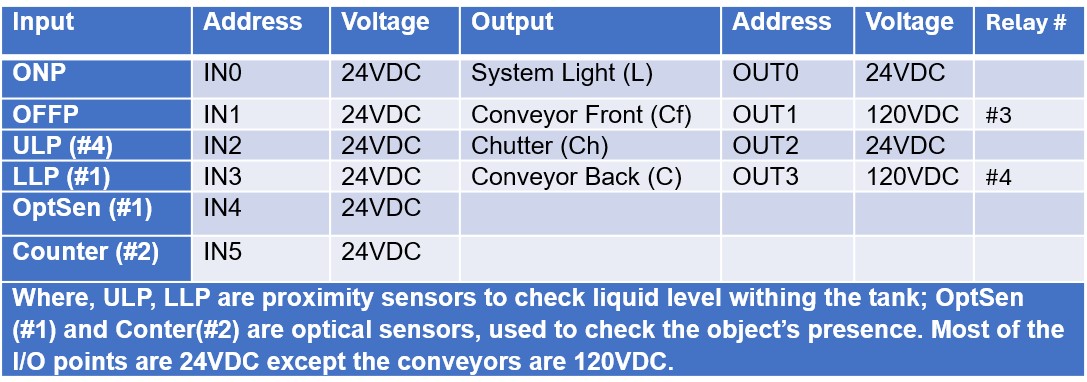 Input Address Voltage Output Address Voltage Relay #
ONP IN0 24VDC System Light (L) OUT0 24VDC
OFFP IN1 24VDC Conveyor Front (Cf) OUT1 120VDC #3
ULP (#4) IN2 24VDC Chutter (Ch) OUT2 24VDC
LLP (#1) IN3 24VDC Conveyor Back (C) OUT3 120VDC #4
OptSen (#1) IN4 24VDC
Counter (#2) IN5 24VDC
Where, ULP, LLP are proximity sensors to check liquid level withing the tank; OptSen
(#1) and Conter(#2) are optical sensors, used to check the object’s presence. Most of the
I/O points are 24VDC except the conveyors are 120VDC.